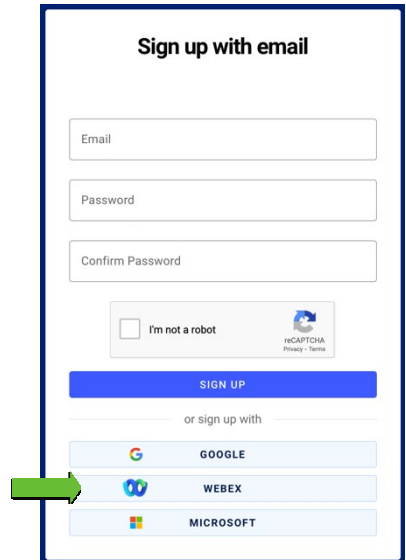 Sign up with email
Email
Password
Confirm Password
I'm not a robot
reCAPTCHA
Privacy - Terms
SIGN UP
or sign up with
GOOGLE
WEBEX
MICROSOFT